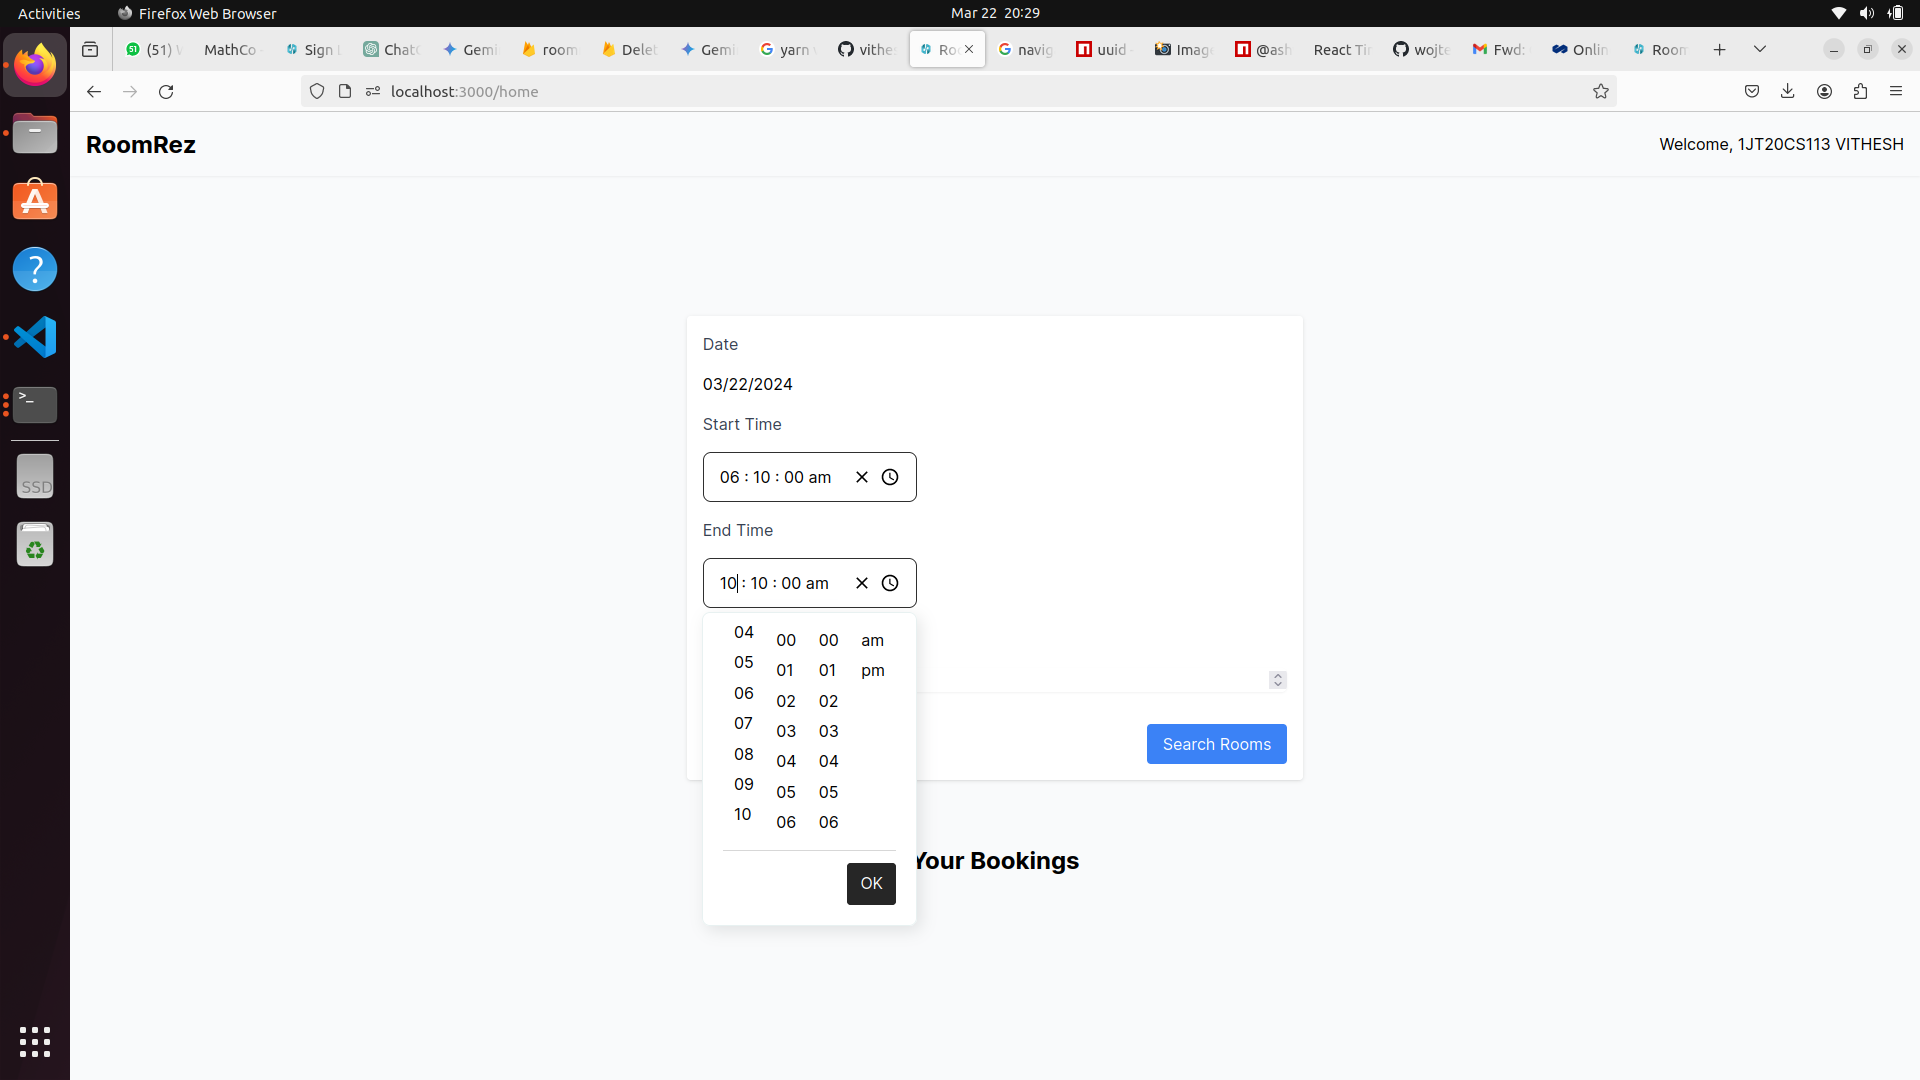 Activities
Firefox Web Browser
Mar 22 20:29
(51)
MathCo
Sign
Chat
Gemi
room
Delet
Gemi
yarn
vithe
Ro
navig
uuid
Imag
@ash
React Ti
wojte
Fwd:
Onlin
Room
localhost:3000/home
RoomRez
Welcome, 1JT20CS113 VITHESH
Date
03/22/2024
Start Time
06 : 10 : 00 am
End Time
10 : 10 : 00 am
04 00 00 am
05 01 01 pm
06 02 02
07 03 03
08 04 04
09 05 05
10 06 06
OK
Search Rooms
Your Bookings
SSD